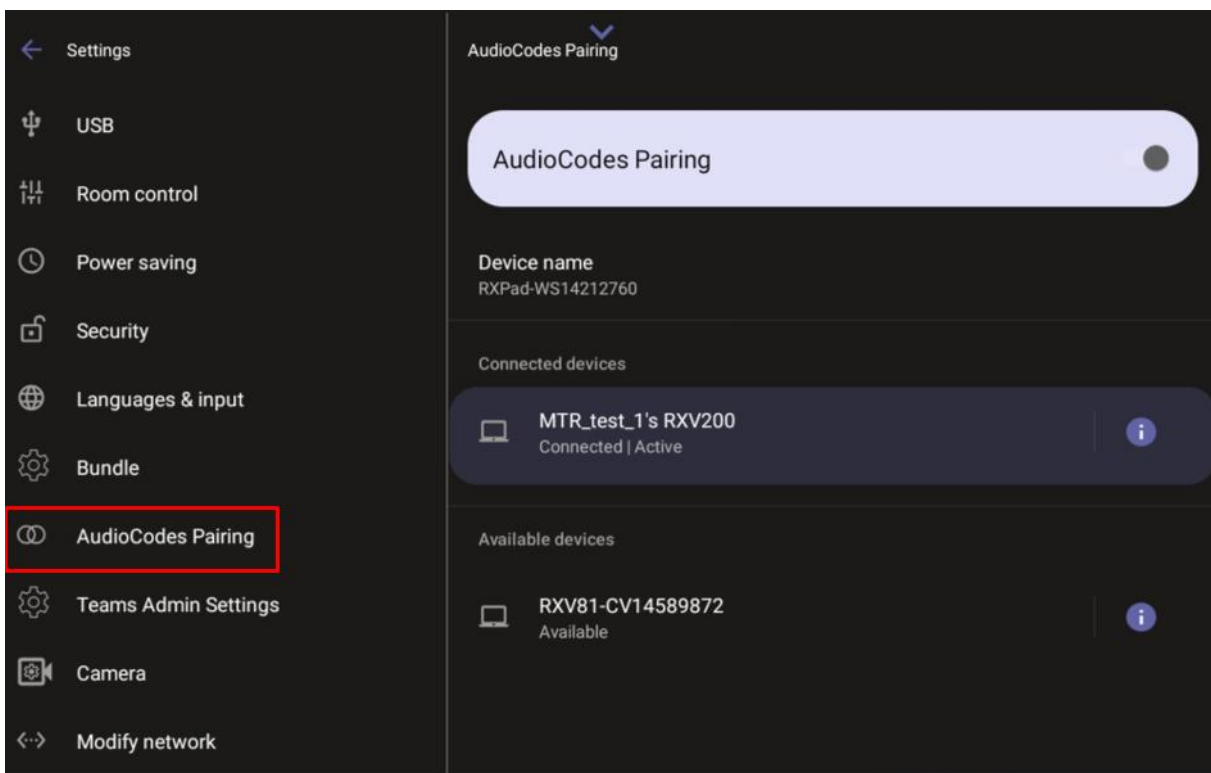 Settings
USB
Room control
Power saving
Security
Languages & input
Bundle
AudioCodes Pairing
Teams Admin Settings
Camera
Modify network
AudioCodes Pairing
AudioCodes Pairing
Device name
RXPad-WS14212760
Connected devices
MTR_test_1's RXV200
Connected | Active
Available devices
RXV81-CV14589872
Available